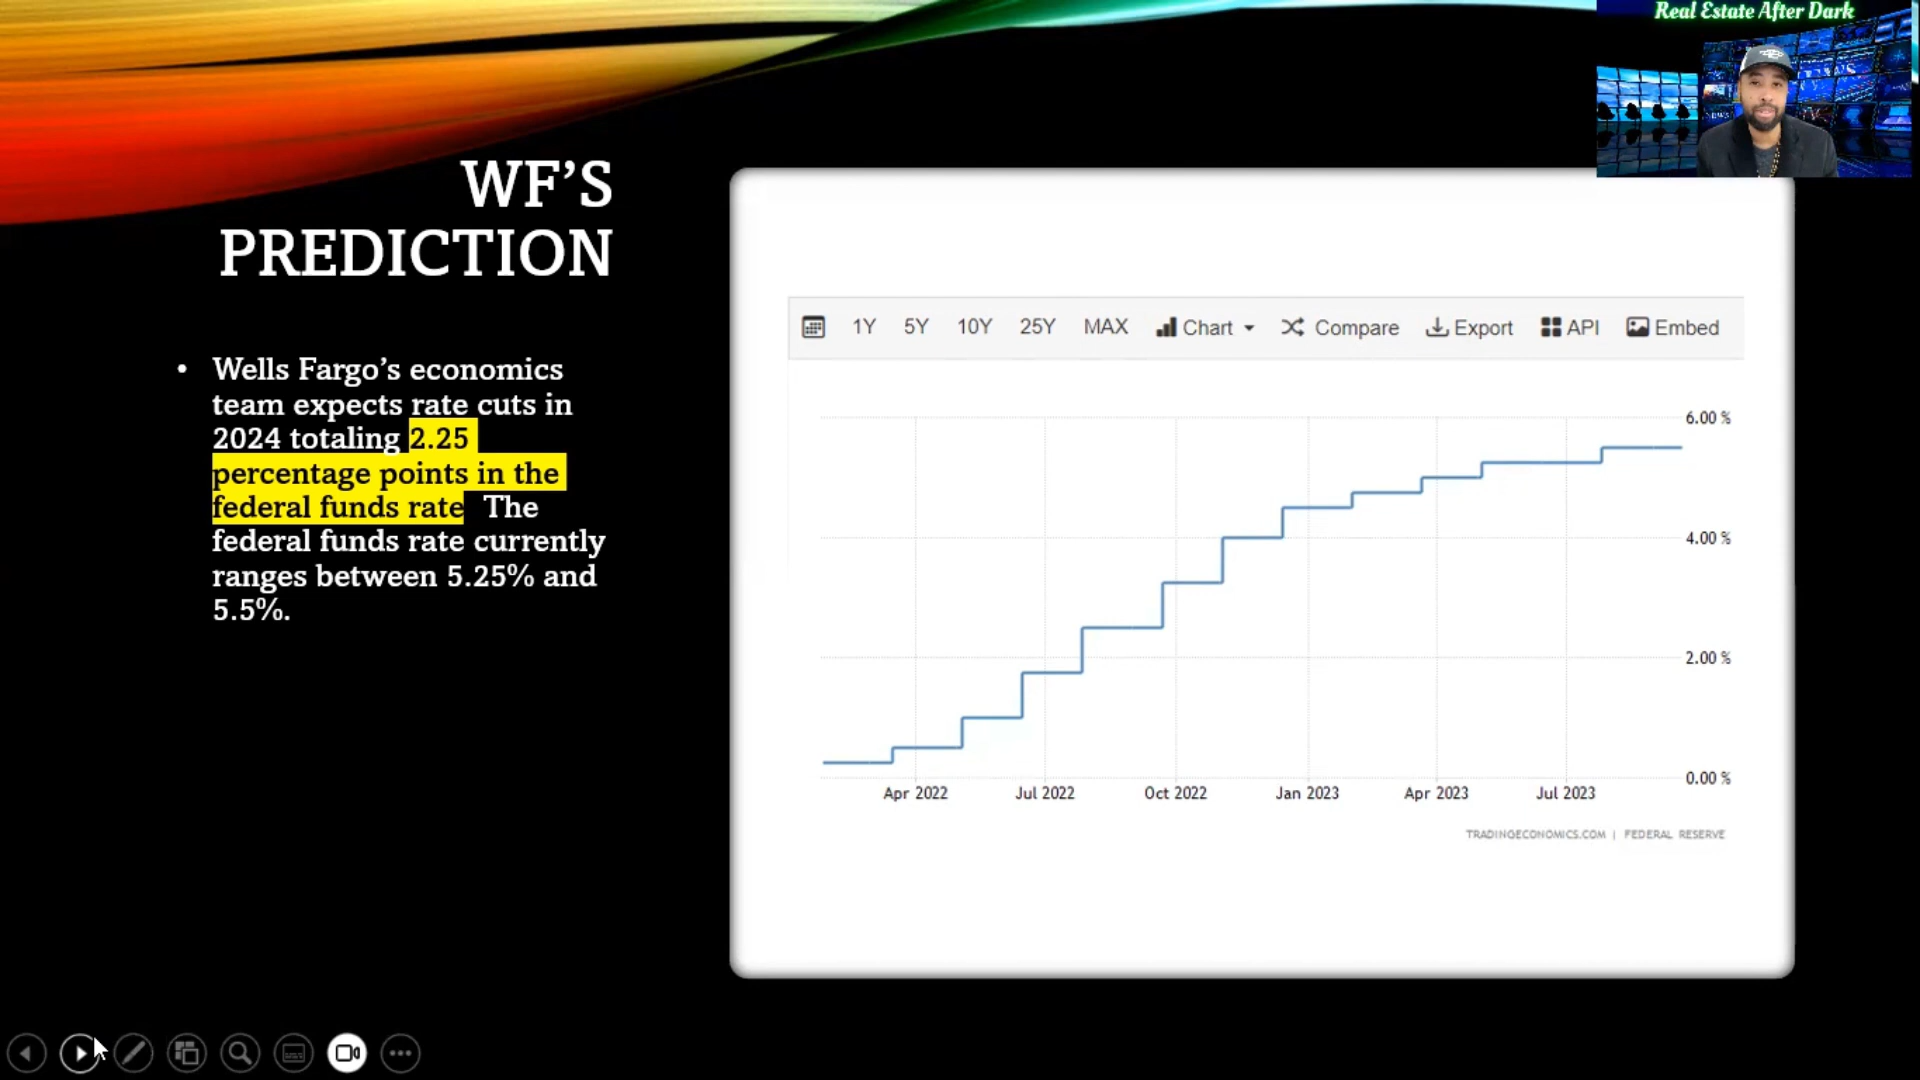 Real Estate After Dark
WF’S
PREDICTION
• Wells Fargo’s economics
team expects rate cuts in
2024 totaling 2.25
percentage points in the
federal funds rate The
federal funds rate currently
ranges between 5.25% and
5.5%.
1Y 5Y 10Y 25Y MAX Chart Compare Export API Embed
6.00 %
4.00 %
2.00 %
0.00 %
Apr 2022 Jul 2022 Oct 2022 Jan 2023 Apr 2023 Jul 2023
TRADINGECONOMICS.COM | FEDERAL RESERVE